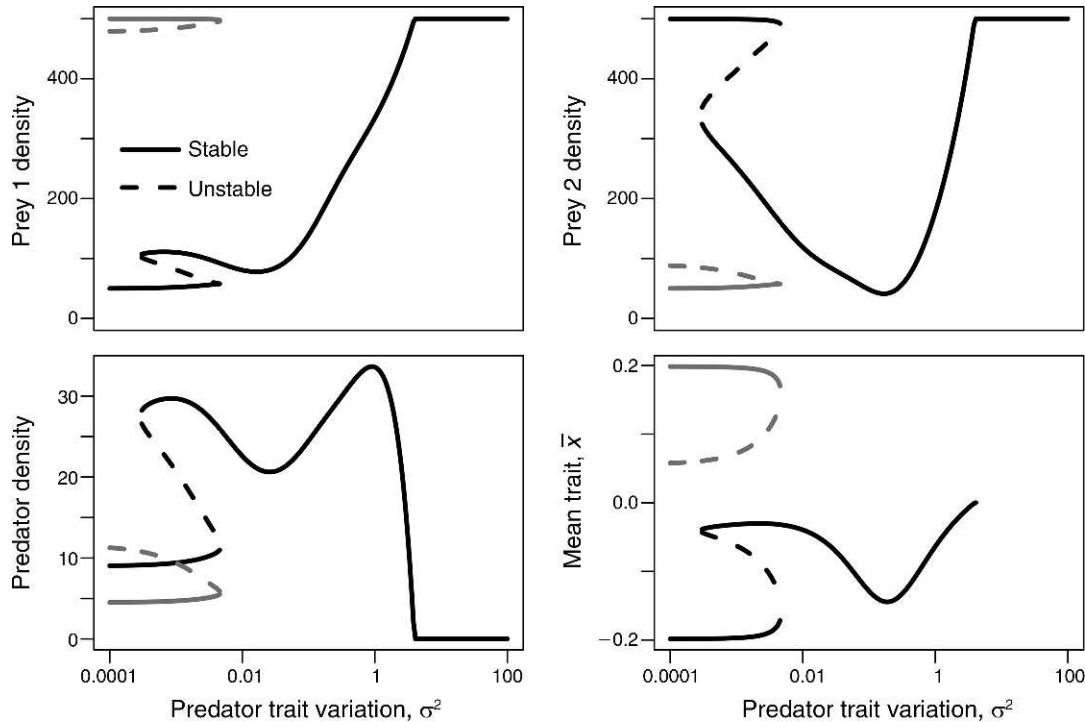 Prey 1 density
400
200
0
Stable
Unstable
Prey 2 density
400
200
0
Predator density
30
20
10
0
0.0001
0.01
1
100
Predator trait variation, σ²
Mean trait, x̅
0.2
0.0
−0.2
0.0001
0.01
1
100
Predator trait variation, σ²